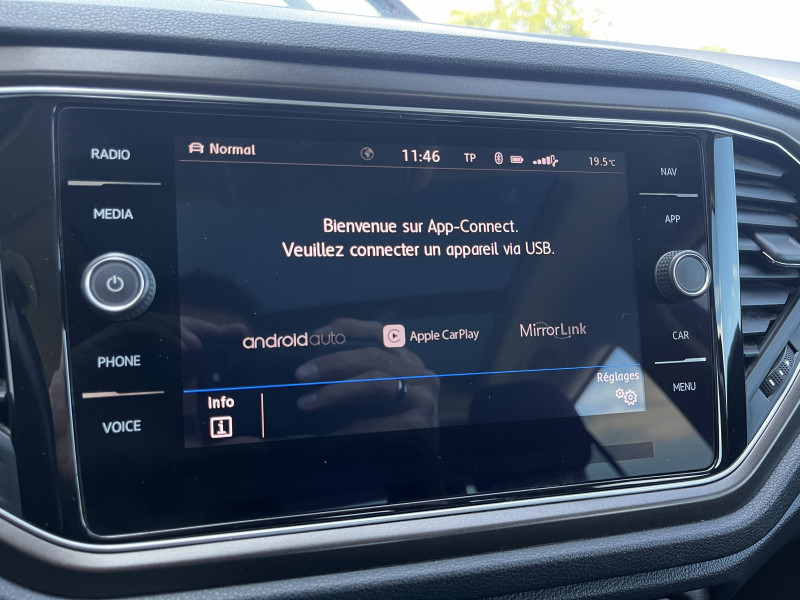 RADIO
MEDIA
PHONE
VOICE
Normal
11:46
TP
19.5°C
Bienvenue sur App-Connect.
Veuillez connecter un appareil via USB.
androidauto
Apple CarPlay
MirrorLink
Info
i
Réglages
NAV
APP
CAR
MENU